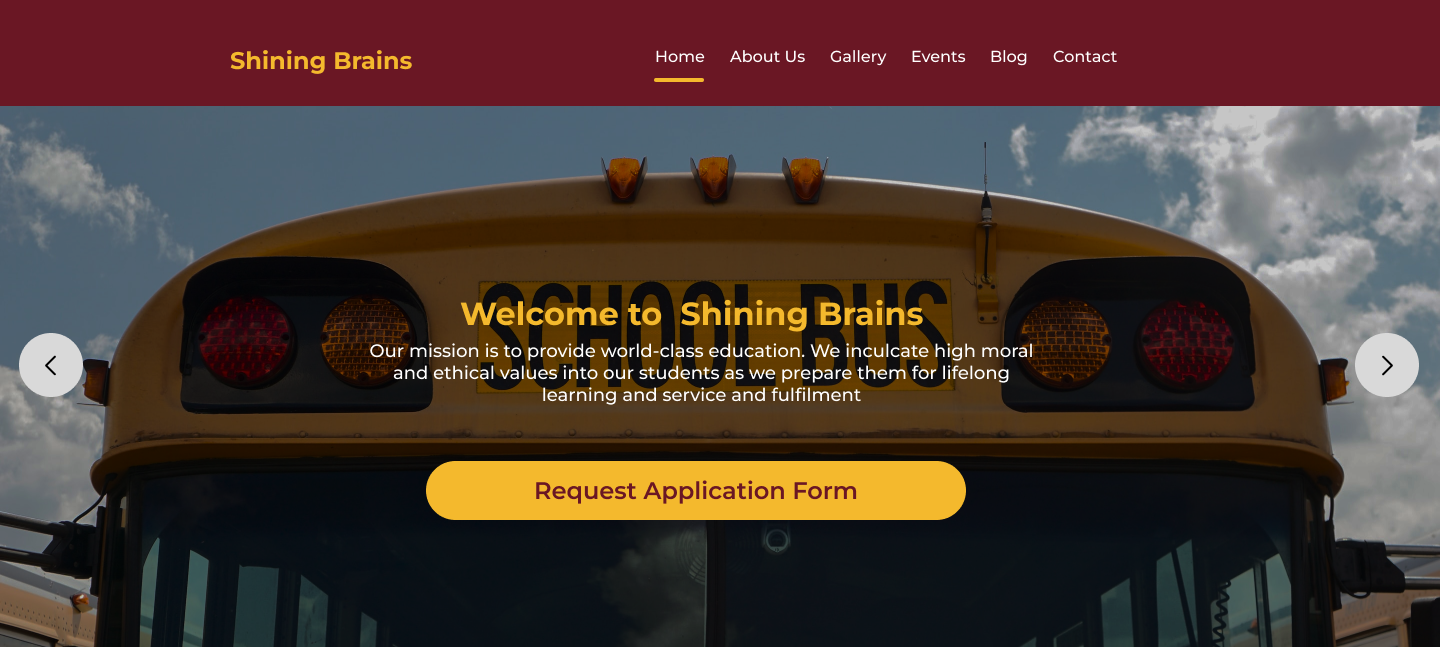 Shining Brains
Home About Us Gallery Events Blog Contact
SCHOOL BUS
Welcome to Shining Brains
Our mission is to provide world-class education. We inculcate high moral
and ethical values into our students as we prepare them for lifelong
learning and service and fulfilment
Request Application Form